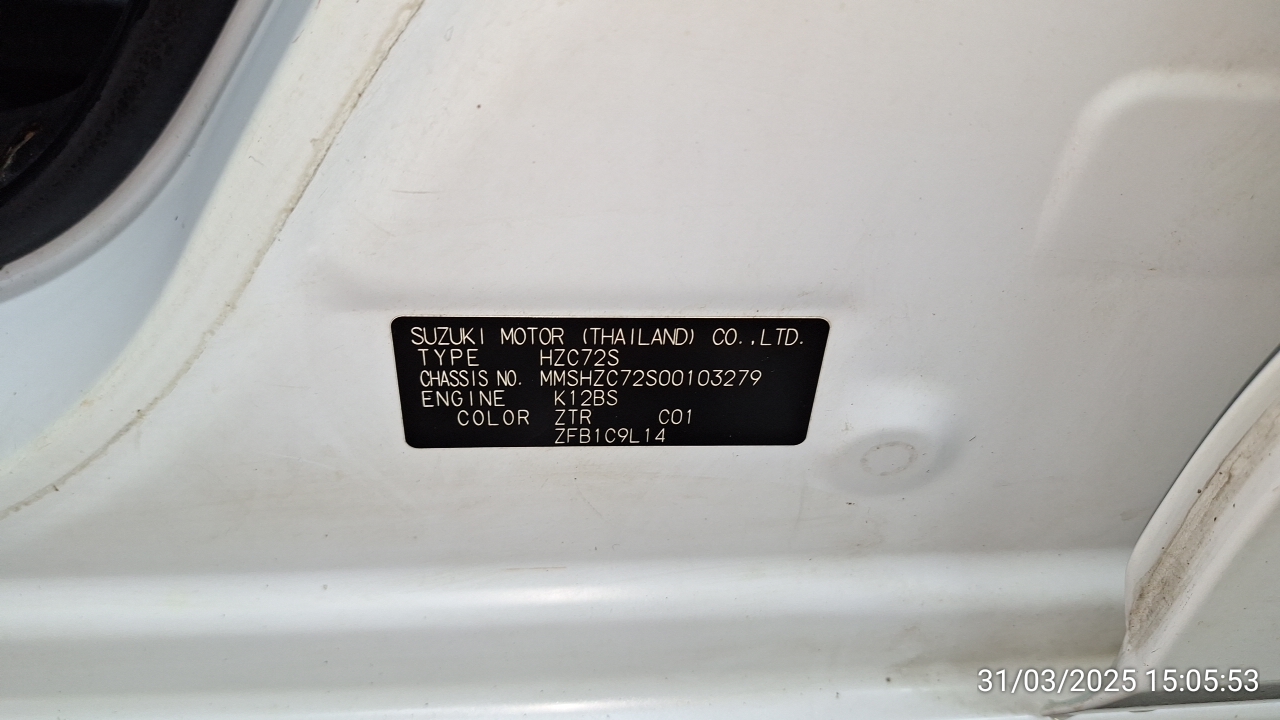 SUZUKI MOTOR (THAILAND) CO.,LTD.
TYPE HZC72S
CHASSIS NO. MMSHZC72S00103279
ENGINE K12BS
COLOR ZTR C01
ZFB1C9L14
31/03/2025 15:05:53